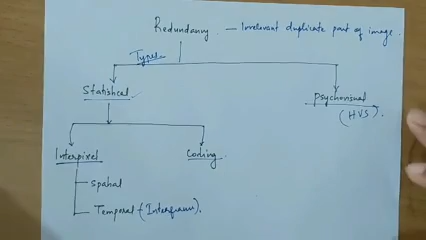 Redundancy — Irrelevant duplicate part of image.
Types
Statistical
Psychovisual
(HVS).
Interpixel
Coding.
Spatial
Temporal (Interframe).